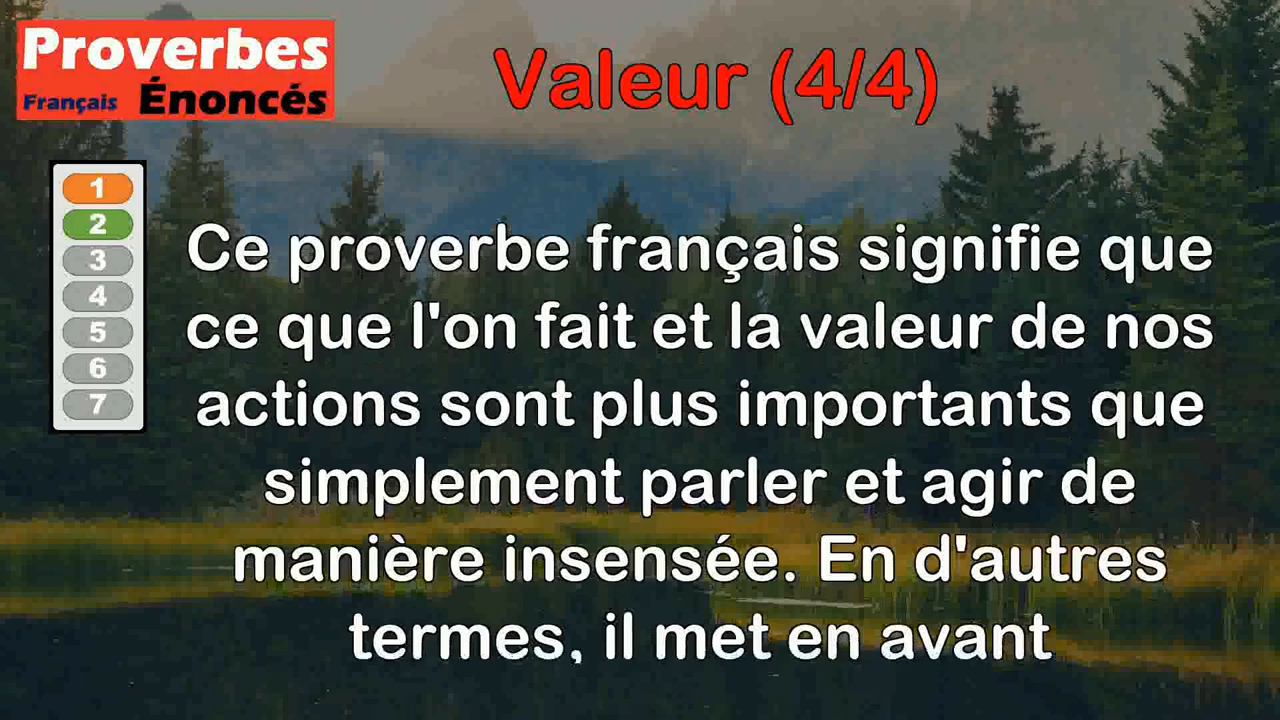 Proverbes
Français Énoncés
Valeur (4/4)
1
2
3
4
5
6
7
Ce proverbe français signifie que
ce que l'on fait et la valeur de nos
actions sont plus importants que
simplement parler et agir de
manière insensée. En d'autres
termes, il met en avant